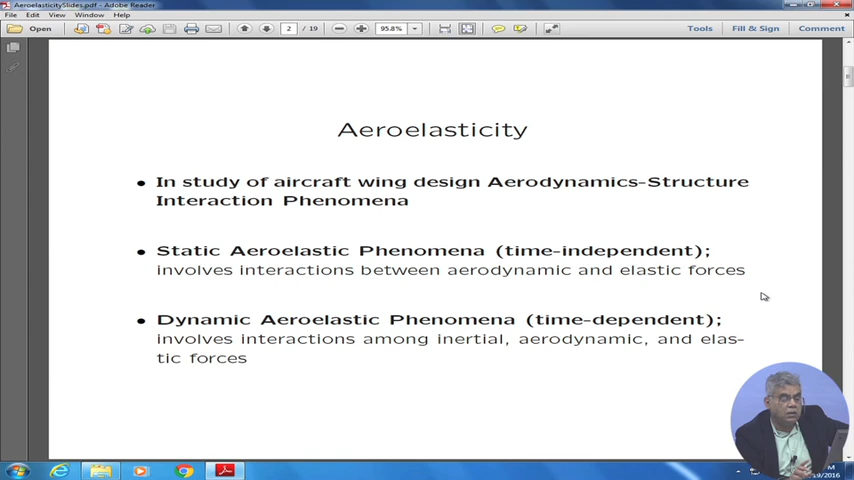 AeroelasticitySlides.pdf - Adobe Reader
File Edit View Window Help
Open 2 / 19 95.8% Tools Fill & Sign Comment
Aeroelasticity
• In study of aircraft wing design Aerodynamics-Structure
Interaction Phenomena
• Static Aeroelastic Phenomena (time-independent);
involves interactions between aerodynamic and elastic forces
• Dynamic Aeroelastic Phenomena (time-dependent);
involves interactions among inertial, aerodynamic, and elas-
tic forces